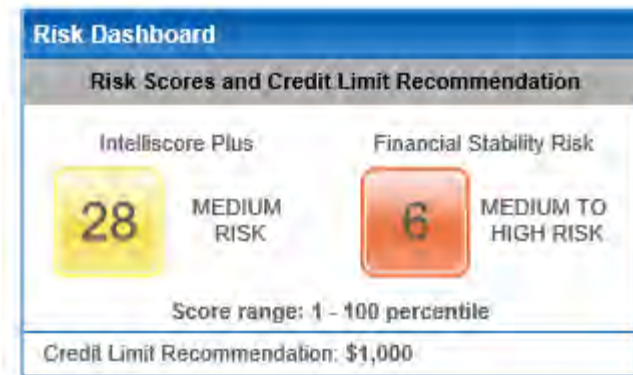 Risk Dashboard
Risk Scores and Credit Limit Recommendation
Intelliscore Plus
28
MEDIUM
RISK
Financial Stability Risk
6
MEDIUM TO
HIGH RISK
Score range: 1 - 100 percentile
Credit Limit Recommendation: $1,000